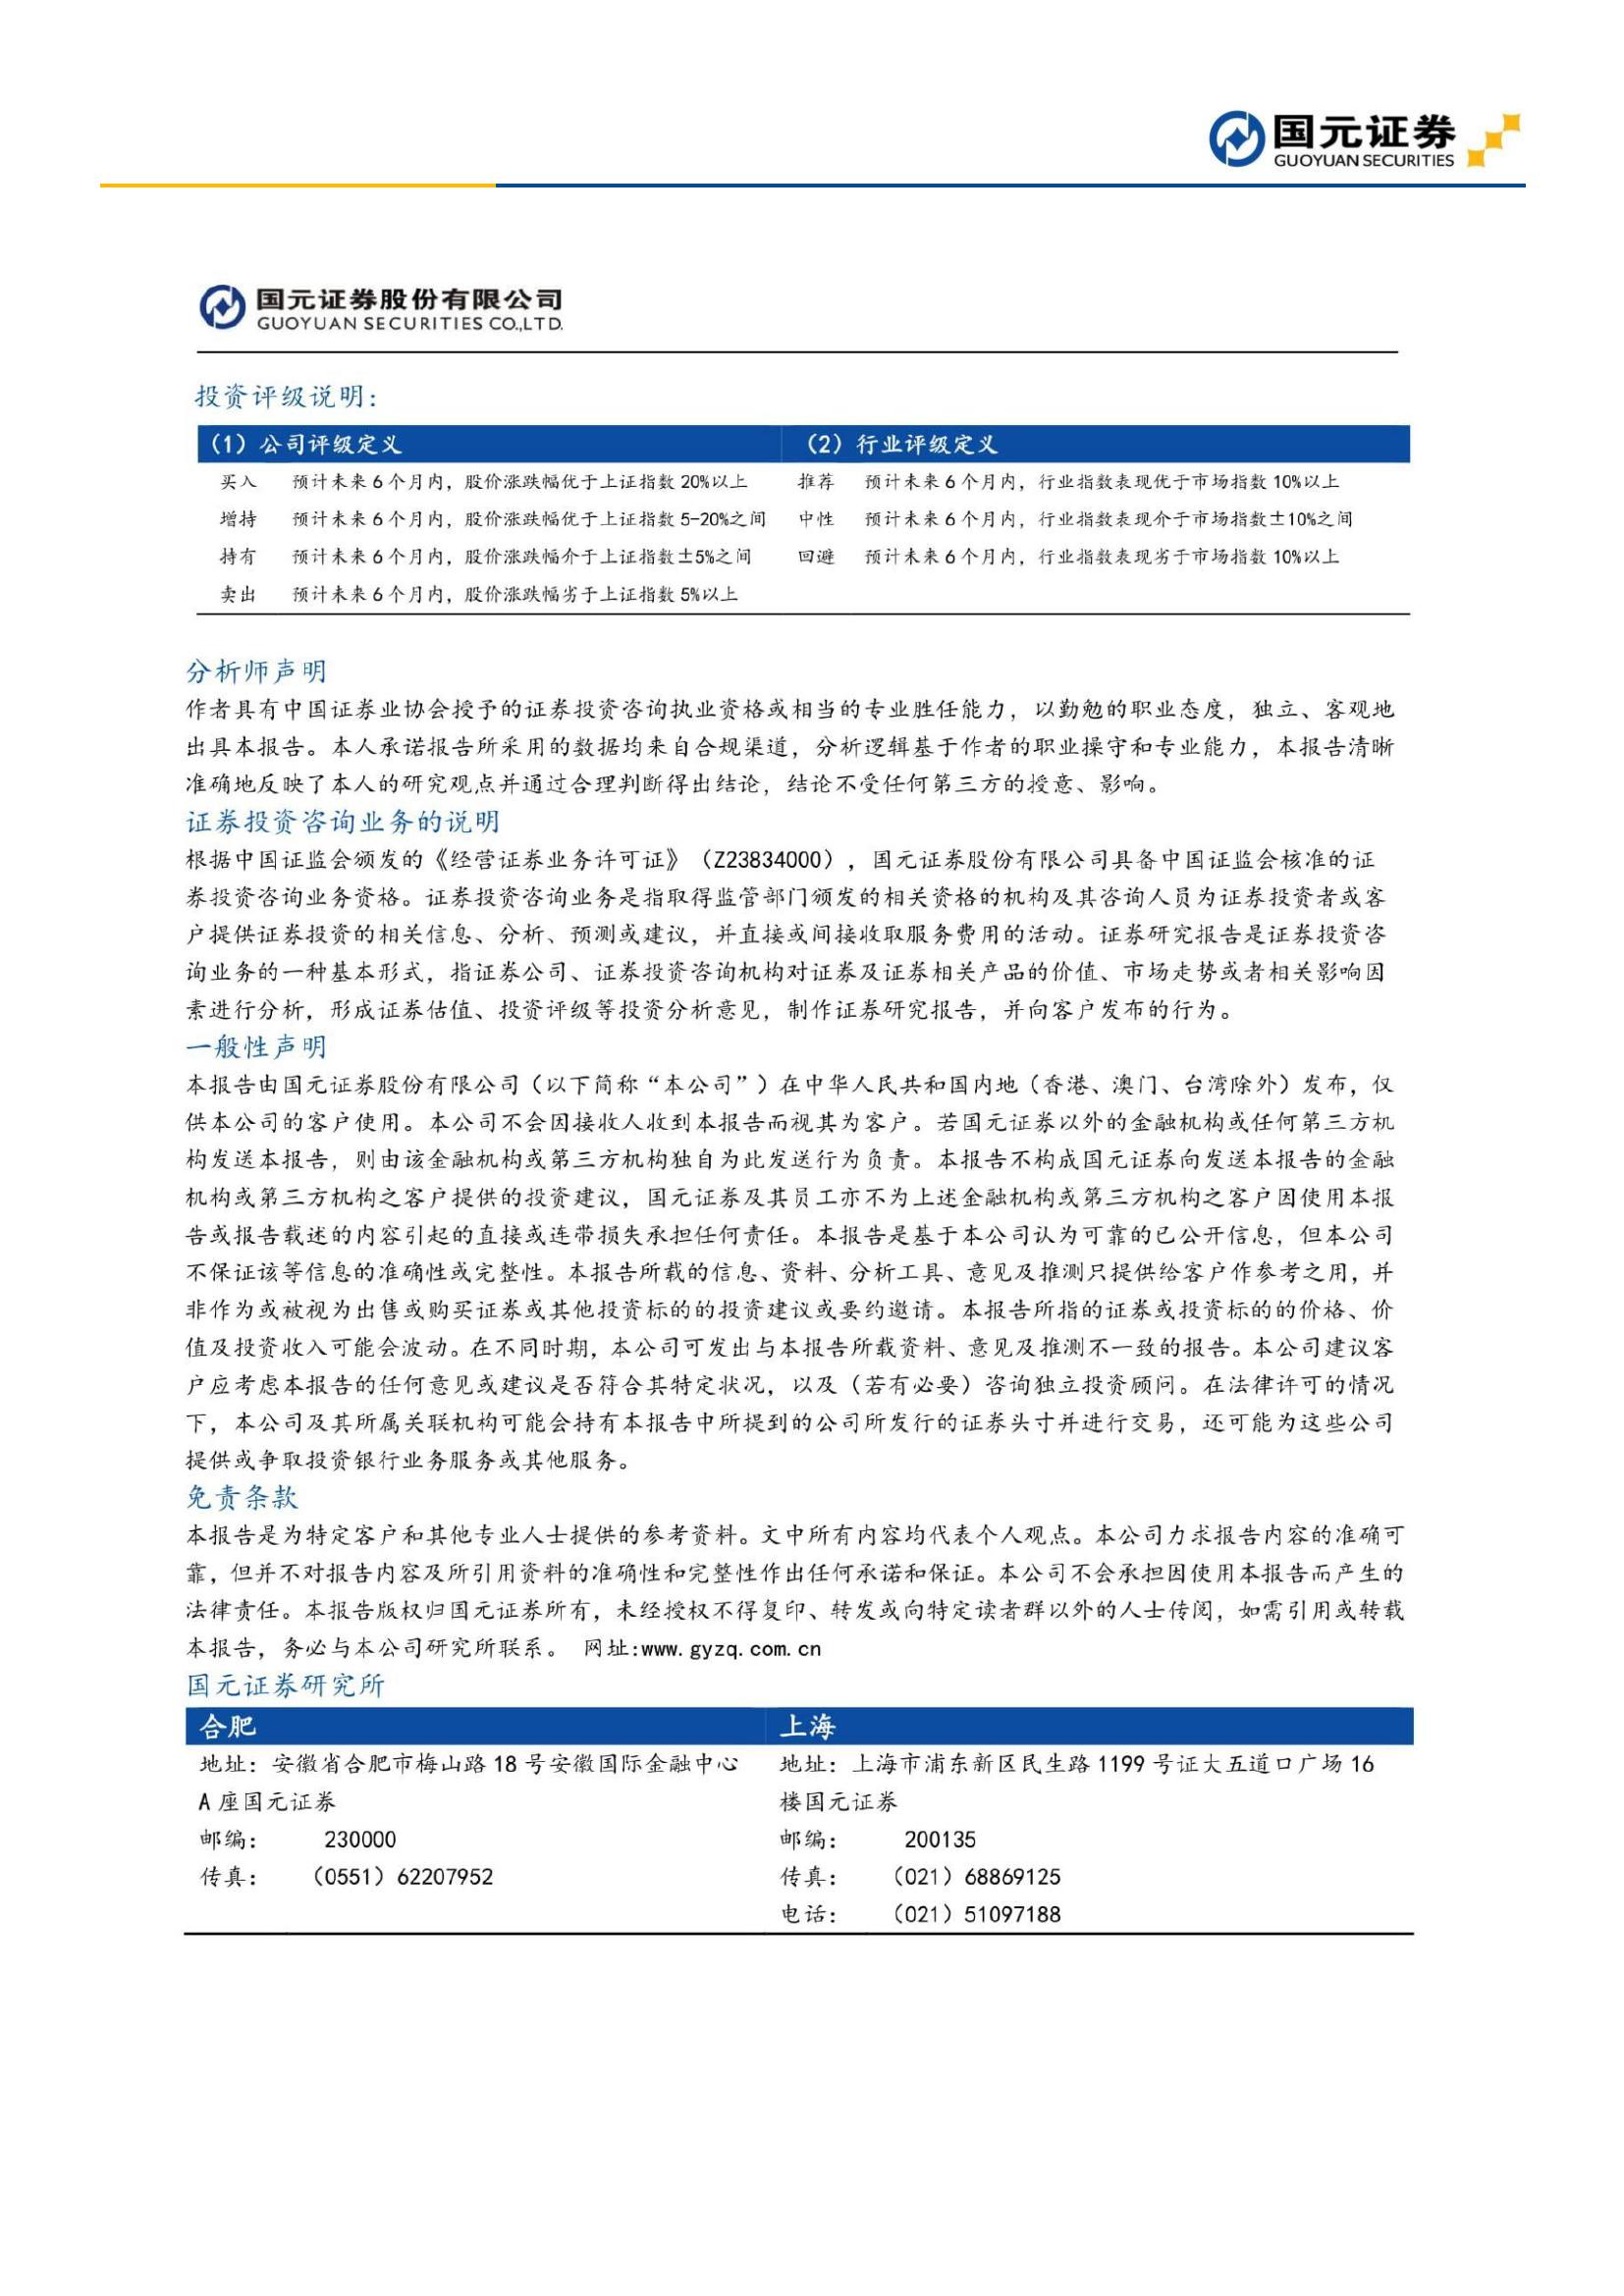 国元证券
GUOYUAN SECURITIES
国元证券股份有限公司
GUOYUAN SECURITIES CO.,LTD.
投资评级说明：
（1）公司评级定义 （2）行业评级定义
买入 预计未来 6 个月内，股价涨跌幅优于上证指数 20%以上 推荐 预计未来 6 个月内，行业指数表现优于市场指数 10%以上
增持 预计未来 6 个月内，股价涨跌幅优于上证指数 5-20%之间 中性 预计未来 6 个月内，行业指数表现介于市场指数±10%之间
持有 预计未来 6 个月内，股价涨跌幅介于上证指数±5%之间 回避 预计未来 6 个月内，行业指数表现劣于市场指数 10%以上
卖出 预计未来 6 个月内，股价涨跌幅劣于上证指数 5%以上
分析师声明
作者具有中国证券业协会授予的证券投资咨询执业资格或相当的专业胜任能力，以勤勉的职业态度，独立、客观地
出具本报告。本人承诺报告所采用的数据均来自合规渠道，分析逻辑基于作者的职业操守和专业能力，本报告清晰
准确地反映了本人的研究观点并通过合理判断得出结论，结论不受任何第三方的授意、影响。
证券投资咨询业务的说明
根据中国证监会颁发的《经营证券业务许可证》（Z23834000），国元证券股份有限公司具备中国证监会核准的证
券投资咨询业务资格。证券投资咨询业务是指取得监管部门颁发的相关资格的机构及其咨询人员为证券投资者或客
户提供证券投资的相关信息、分析、预测或建议，并直接或间接收取服务费用的活动。证券研究报告是证券投资咨
询业务的一种基本形式，指证券公司、证券投资咨询机构对证券及证券相关产品的价值、市场走势或者相关影响因
素进行分析，形成证券估值、投资评级等投资分析意见，制作证券研究报告，并向客户发布的行为。
一般性声明
本报告由国元证券股份有限公司（以下简称“本公司”）在中华人民共和国内地（香港、澳门、台湾除外）发布，仅
供本公司的客户使用。本公司不会因接收人收到本报告而视其为客户。若国元证券以外的金融机构或任何第三方机
构发送本报告，则由该金融机构或第三方机构独自为此发送行为负责。本报告不构成国元证券向发送本报告的金融
机构或第三方机构之客户提供的投资建议，国元证券及其员工亦不为上述金融机构或第三方机构之客户因使用本报
告或报告载述的内容引起的直接或连带损失承担任何责任。本报告是基于本公司认为可靠的已公开信息，但本公司
不保证该等信息的准确性或完整性。本报告所载的信息、资料、分析工具、意见及推测只提供给客户作参考之用，并
非作为或被视为出售或购买证券或其他投资标的的投资建议或要约邀请。本报告所指的证券或投资标的的价格、价
值及投资收入可能会波动。在不同时期，本公司可发出与本报告所载资料、意见及推测不一致的报告。本公司建议客
户应考虑本报告的任何意见或建议是否符合其特定状况，以及（若有必要）咨询独立投资顾问。在法律许可的情况
下，本公司及其所属关联机构可能会持有本报告中所提到的公司所发行的证券头寸并进行交易，还可能为这些公司
提供或争取投资银行业务服务或其他服务。
免责条款
本报告是为特定客户和其他专业人士提供的参考资料。文中所有内容均代表个人观点。本公司力求报告内容的准确可
靠，但并不对报告内容及所引用资料的准确性和完整性作出任何承诺和保证。本公司不会承担因使用本报告而产生的
法律责任。本报告版权归国元证券所有，未经授权不得复印、转发或向特定读者群以外的人士传阅，如需引用或转载
本报告，务必与本公司研究所联系。 网址:www.gyzq.com.cn
国元证券研究所
合肥 上海
地址：安徽省合肥市梅山路 18 号安徽国际金融中心 地址：上海市浦东新区民生路 1199 号证大五道口广场 16
A 座国元证券 楼国元证券
邮编： 230000 邮编： 200135
传真： （0551）62207952 传真： （021）68869125
电话： （021）51097188